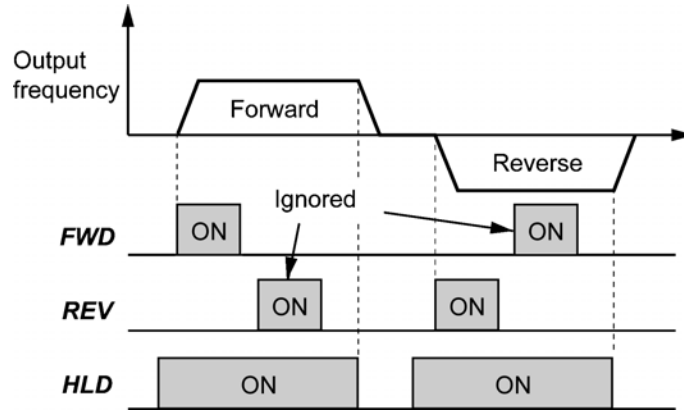 Output
frequency
Forward
Reverse
Ignored
FWD
ON
ON
REV
ON
ON
HLD
ON
ON